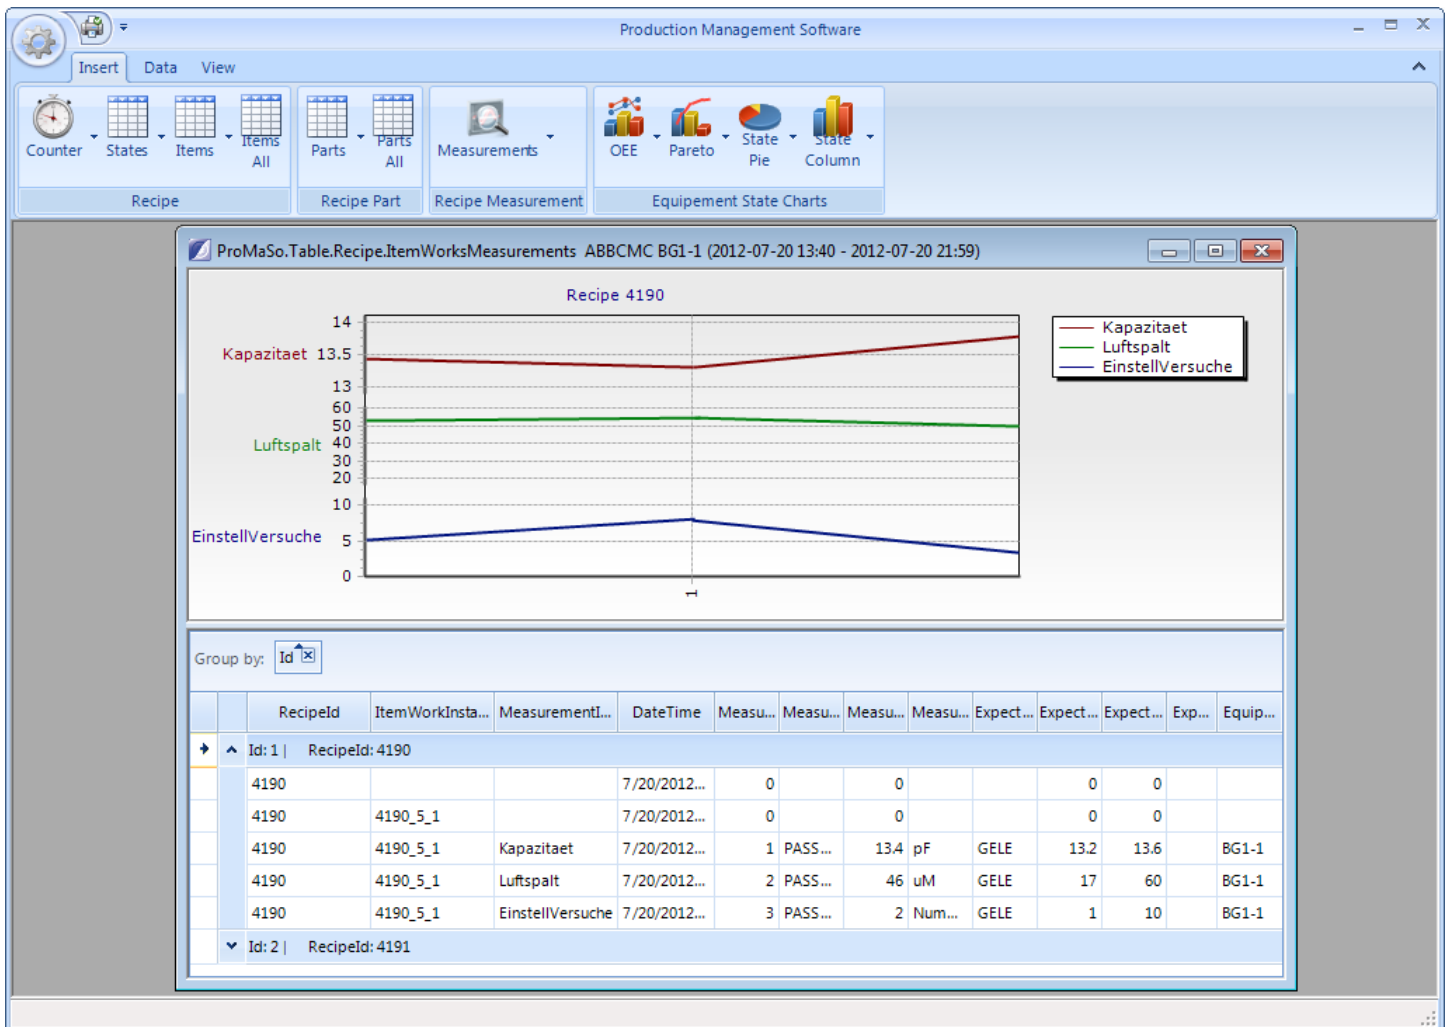 Production Management Software
Insert Data View
Counter States Items Items All Parts Parts All Measurements OEE Pareto State Pie State Column
Recipe Recipe Part Recipe Measurement Equipement State Charts
ProMaSo.Table.Recipe.ItemWorksMeasurements ABBCMC BG1-1 (2012-07-20 13:40 - 2012-07-20 21:59)
Recipe 4190
14
Kapazitaet 13.5
13
60
50
Luftspalt 40
30
20
10
EinstellVersuche 5
0
1
Kapazitaet
Luftspalt
EinstellVersuche
Group by: Id
RecipeId ItemWorkInsta... MeasurementI... DateTime Measu... Measu... Measu... Measu... Expect... Expect... Expect... Exp... Equip...
Id: 1 | RecipeId: 4190
4190 7/20/2012... 0 0 0 0
4190 4190_5_1 7/20/2012... 0 0 0 0
4190 4190_5_1 Kapazitaet 7/20/2012... 1 PASS... 13.4 pF GELE 13.2 13.6 BG1-1
4190 4190_5_1 Luftspalt 7/20/2012... 2 PASS... 46 uM GELE 17 60 BG1-1
4190 4190_5_1 EinstellVersuche 7/20/2012... 3 PASS... 2 Num... GELE 1 10 BG1-1
Id: 2 | RecipeId: 4191